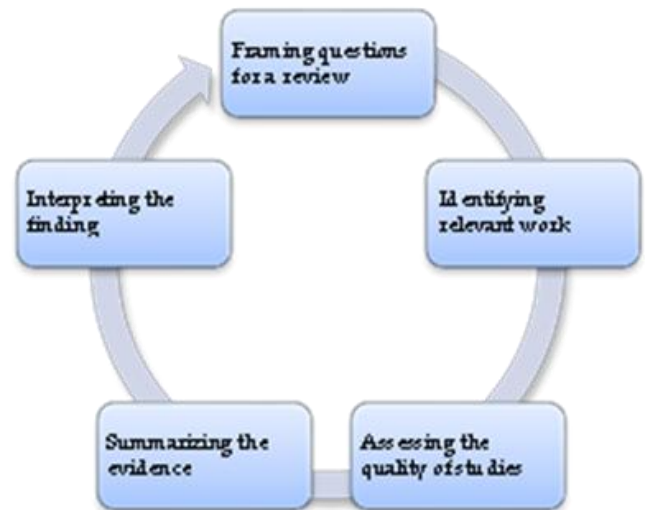 Framing questions
for a review
Identifying
relevant work
Assessing the
quality of studies
Summarizing the
evidence
Interpreting the
finding